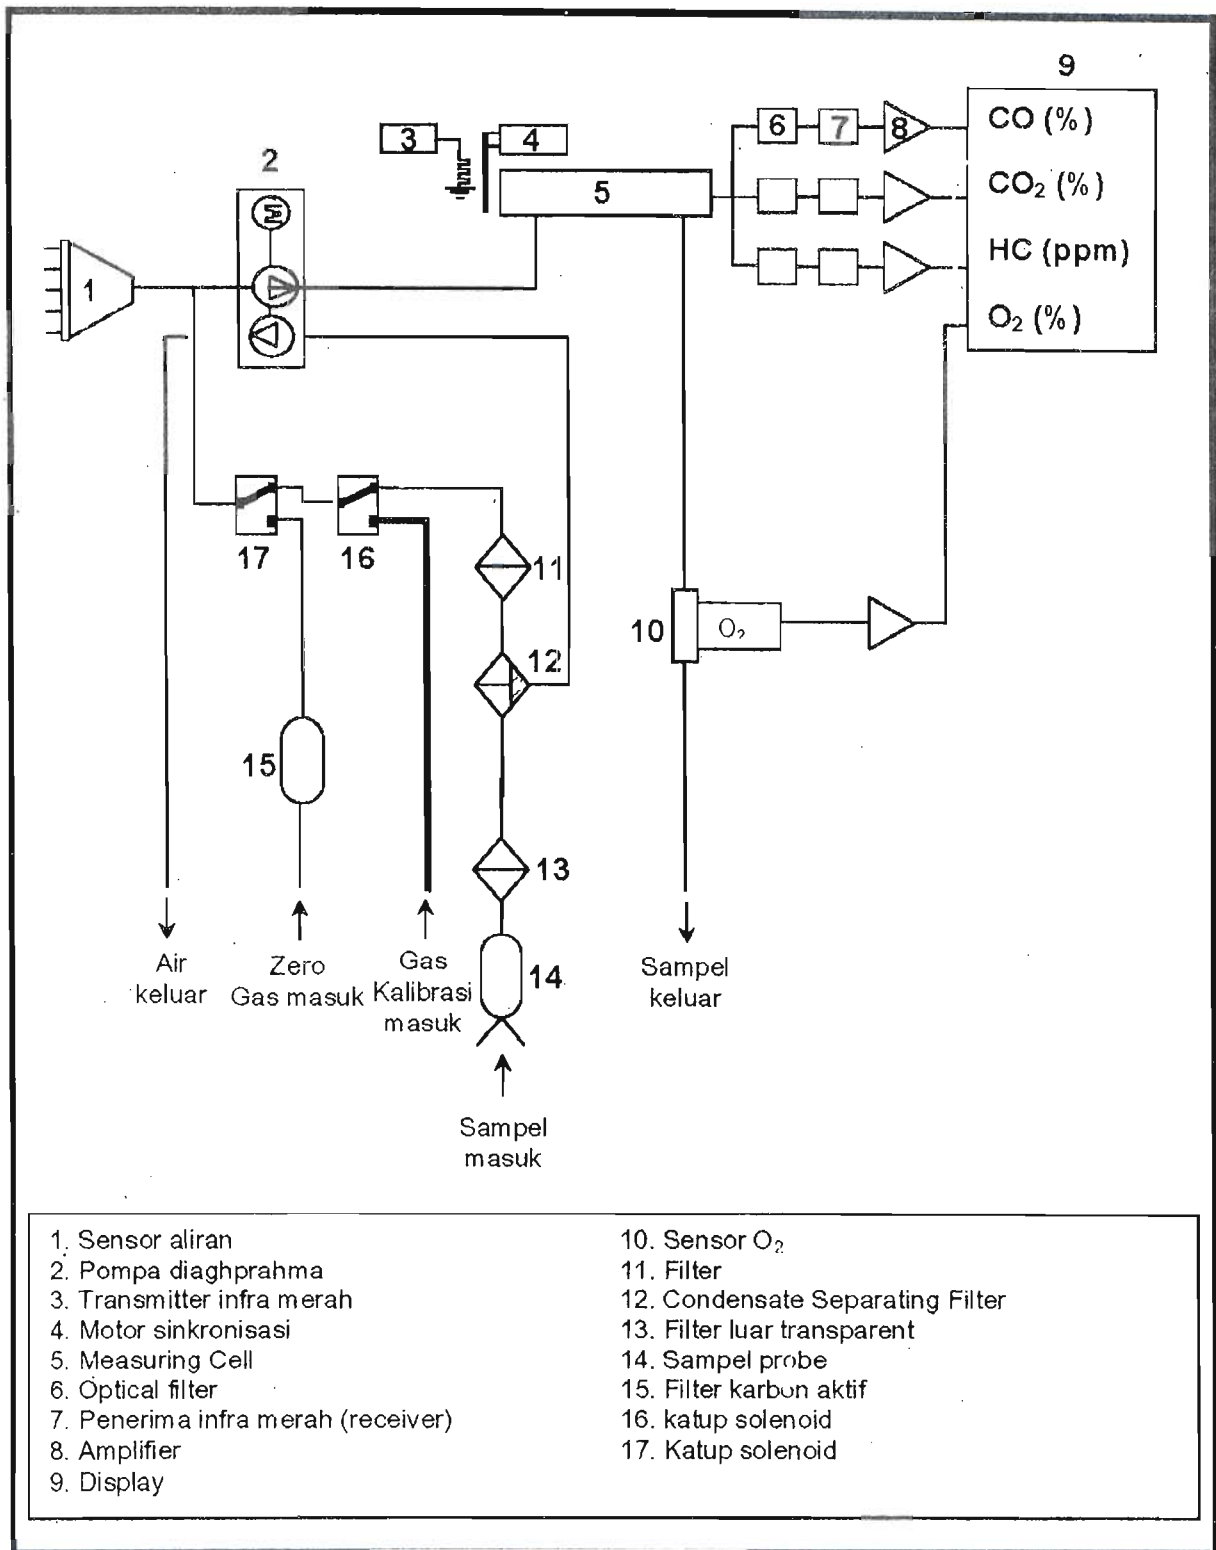 9
CO (%)
3
4
6
7
8
2
M
CO₂ (%)
5
HC (ppm)
1
O₂ (%)
17
16
11
10
O₂
12
15
13
14
Air
keluar
Zero
Gas masuk
Gas
Kalibrasi
masuk
Sampel
keluar
Sampel
masuk
1. Sensor aliran
2. Pompa diaghprahma
3. Transmitter infra merah
4. Motor sinkronisasi
5. Measuring Cell
6. Optical filter
7. Penerima infra merah (receiver)
8. Amplifier
9. Display
10. Sensor O₂
11. Filter
12. Condensate Separating Filter
13. Filter luar transparent
14. Sampel probe
15. Filter karbon aktif
16. katup solenoid
17. Katup solenoid